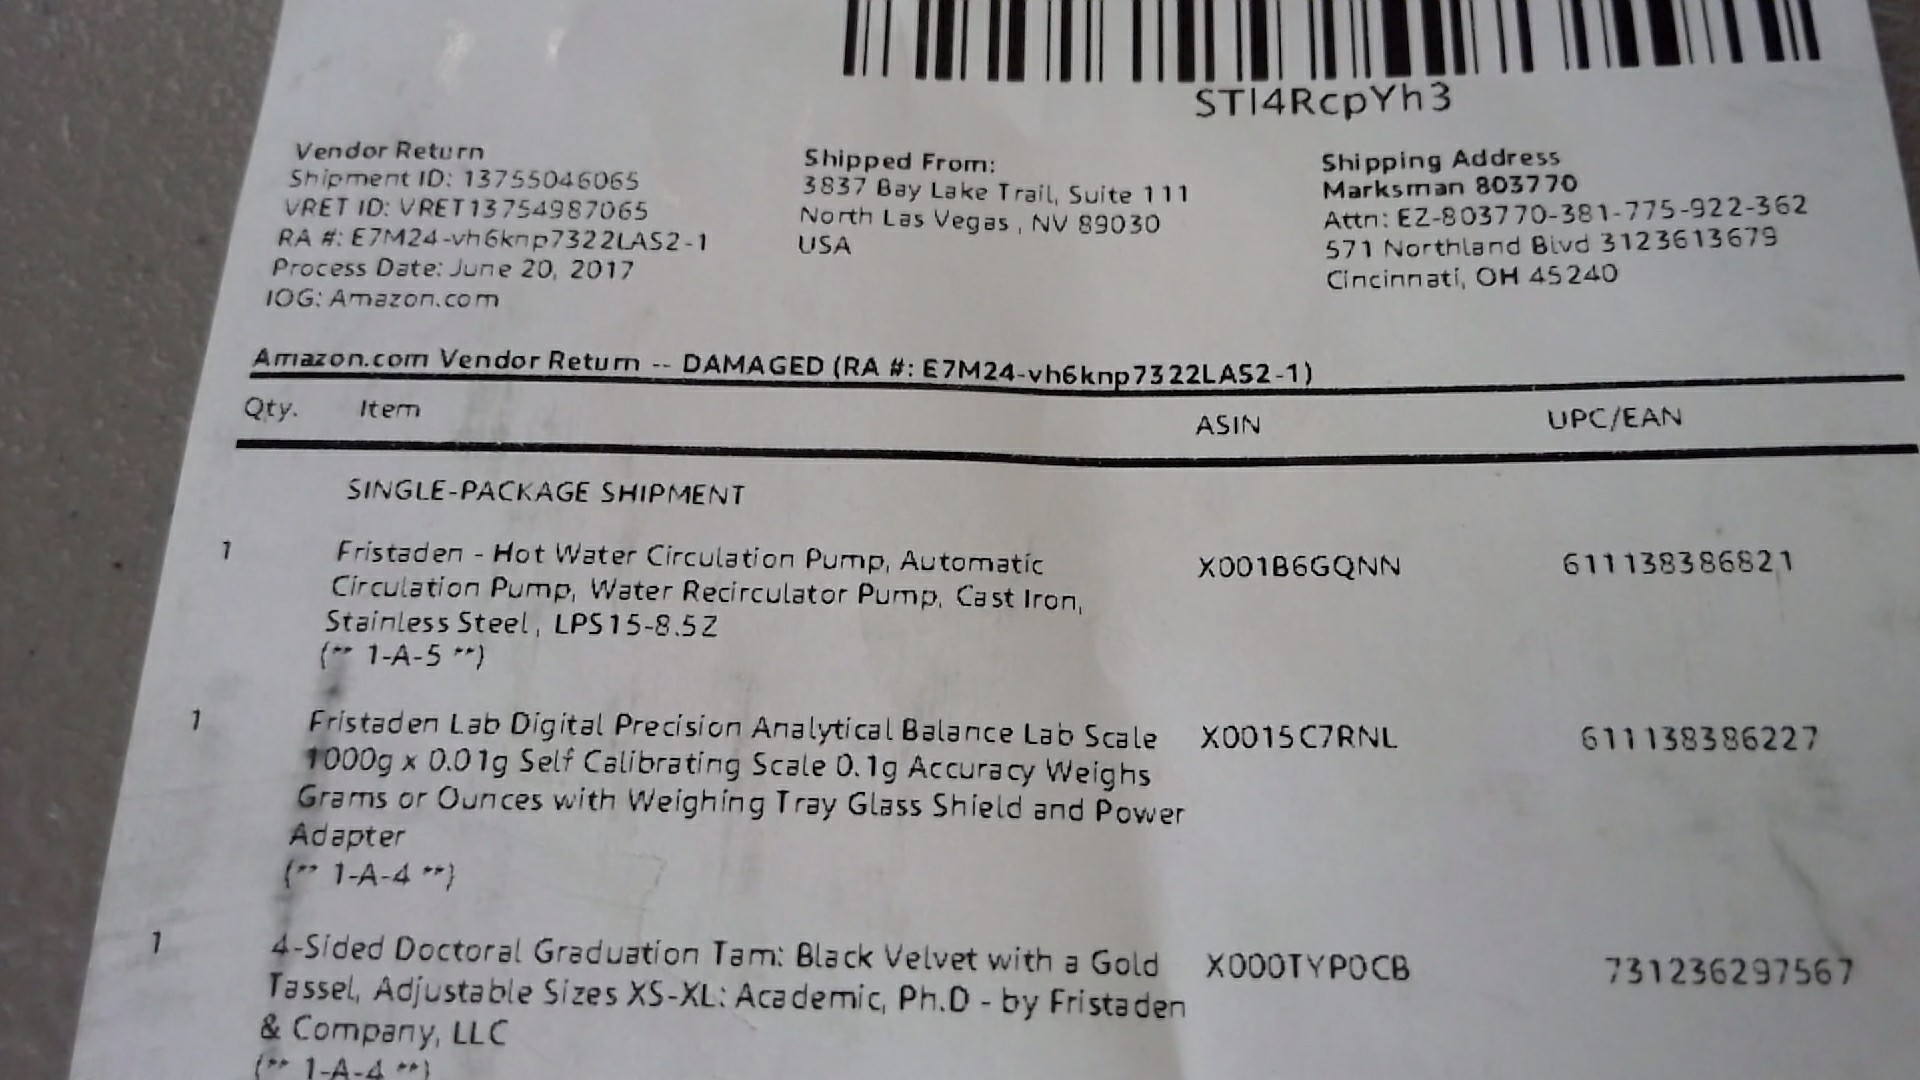 STI4RcpYh3
Vendor Return
Shipment ID: 13755046065
VRET ID: VRET13754987065
RA #: E7M24-vh6knp7322LAS2-1
Process Date: June 20, 2017
IOG: Amazon.com
Shipped From:
3837 Bay Lake Trail, Suite 111
North Las Vegas, NV 89030
USA
Shipping Address
Marksman 803770
Attn: EZ-803770-381-775-922-362
571 Northland Blvd 3123613679
Cincinnati, OH 45240
Amazon.com Vendor Return -- DAMAGED (RA #: E7M24-vh6knp7322LAS2-1)
Qty. Item ASIN UPC/EAN
SINGLE-PACKAGE SHIPMENT
1 Fristaden - Hot Water Circulation Pump, Automatic X001B6GQNN 611138386821
Circulation Pump, Water Recirculator Pump, Cast Iron,
Stainless Steel, LPS15-8.5Z
(** 1-A-5 **)
1 Fristaden Lab Digital Precision Analytical Balance Lab Scale X0015C7RNL 611138386227
1000g x 0.01g Self Calibrating Scale 0.1g Accuracy Weighs
Grams or Ounces with Weighing Tray Glass Shield and Power
Adapter
(** 1-A-4 **)
1 4-Sided Doctoral Graduation Tam: Black Velvet with a Gold X000TYP0CB 731236297567
Tassel, Adjustable Sizes XS-XL: Academic, Ph.D - by Fristaden
& Company, LLC
(** 1-A-4 **)